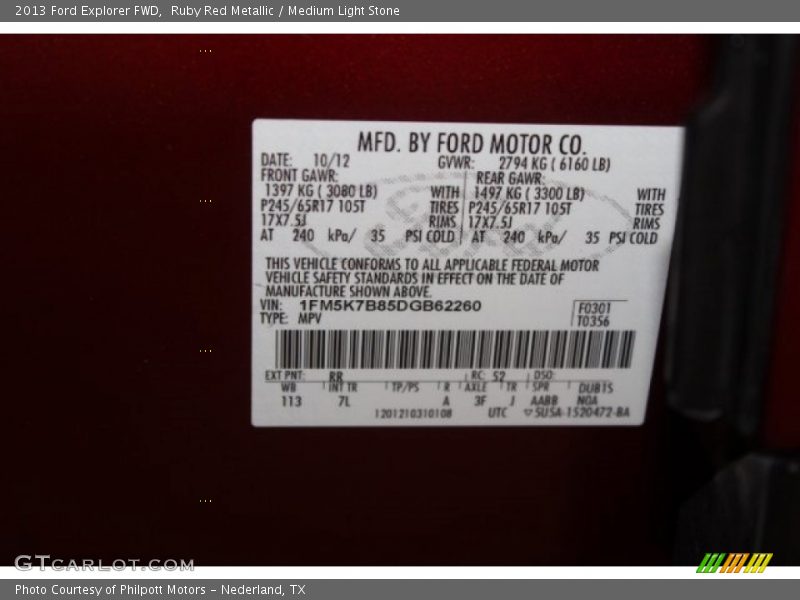 2013 Ford Explorer FWD,  Ruby Red Metallic / Medium Light Stone
MFD. BY FORD MOTOR CO.
DATE: 10/12 GVWR: 2794 KG ( 6160 LB)
FRONT GAWR: REAR GAWR:
1397 KG ( 3080 LB) WITH 1497 KG ( 3300 LB) WITH
P245/65R17 105T TIRES P245/65R17 105T TIRES
17X7.5J RIMS 17X7.5J RIMS
AT 240 kPa/ 35 PSI COLD AT 240 kPa/ 35 PSI COLD
THIS VEHICLE CONFORMS TO ALL APPLICABLE FEDERAL MOTOR
VEHICLE SAFETY STANDARDS IN EFFECT ON THE DATE OF
MANUFACTURE SHOWN ABOVE.
VIN: 1FM5K7B85DGB62260 F0301
TYPE: MPV T0356
EXT PNT: RR RC: 52 DSO:
WB INT TR TP/PS R AXLE TR SPR DUBTS
113 7L A 3F J AABB NGA
1201210310108 UTC ▽5USA-1520472-BA
GTCARLOT.COM
Photo Courtesy of Philpott Motors - Nederland, TX